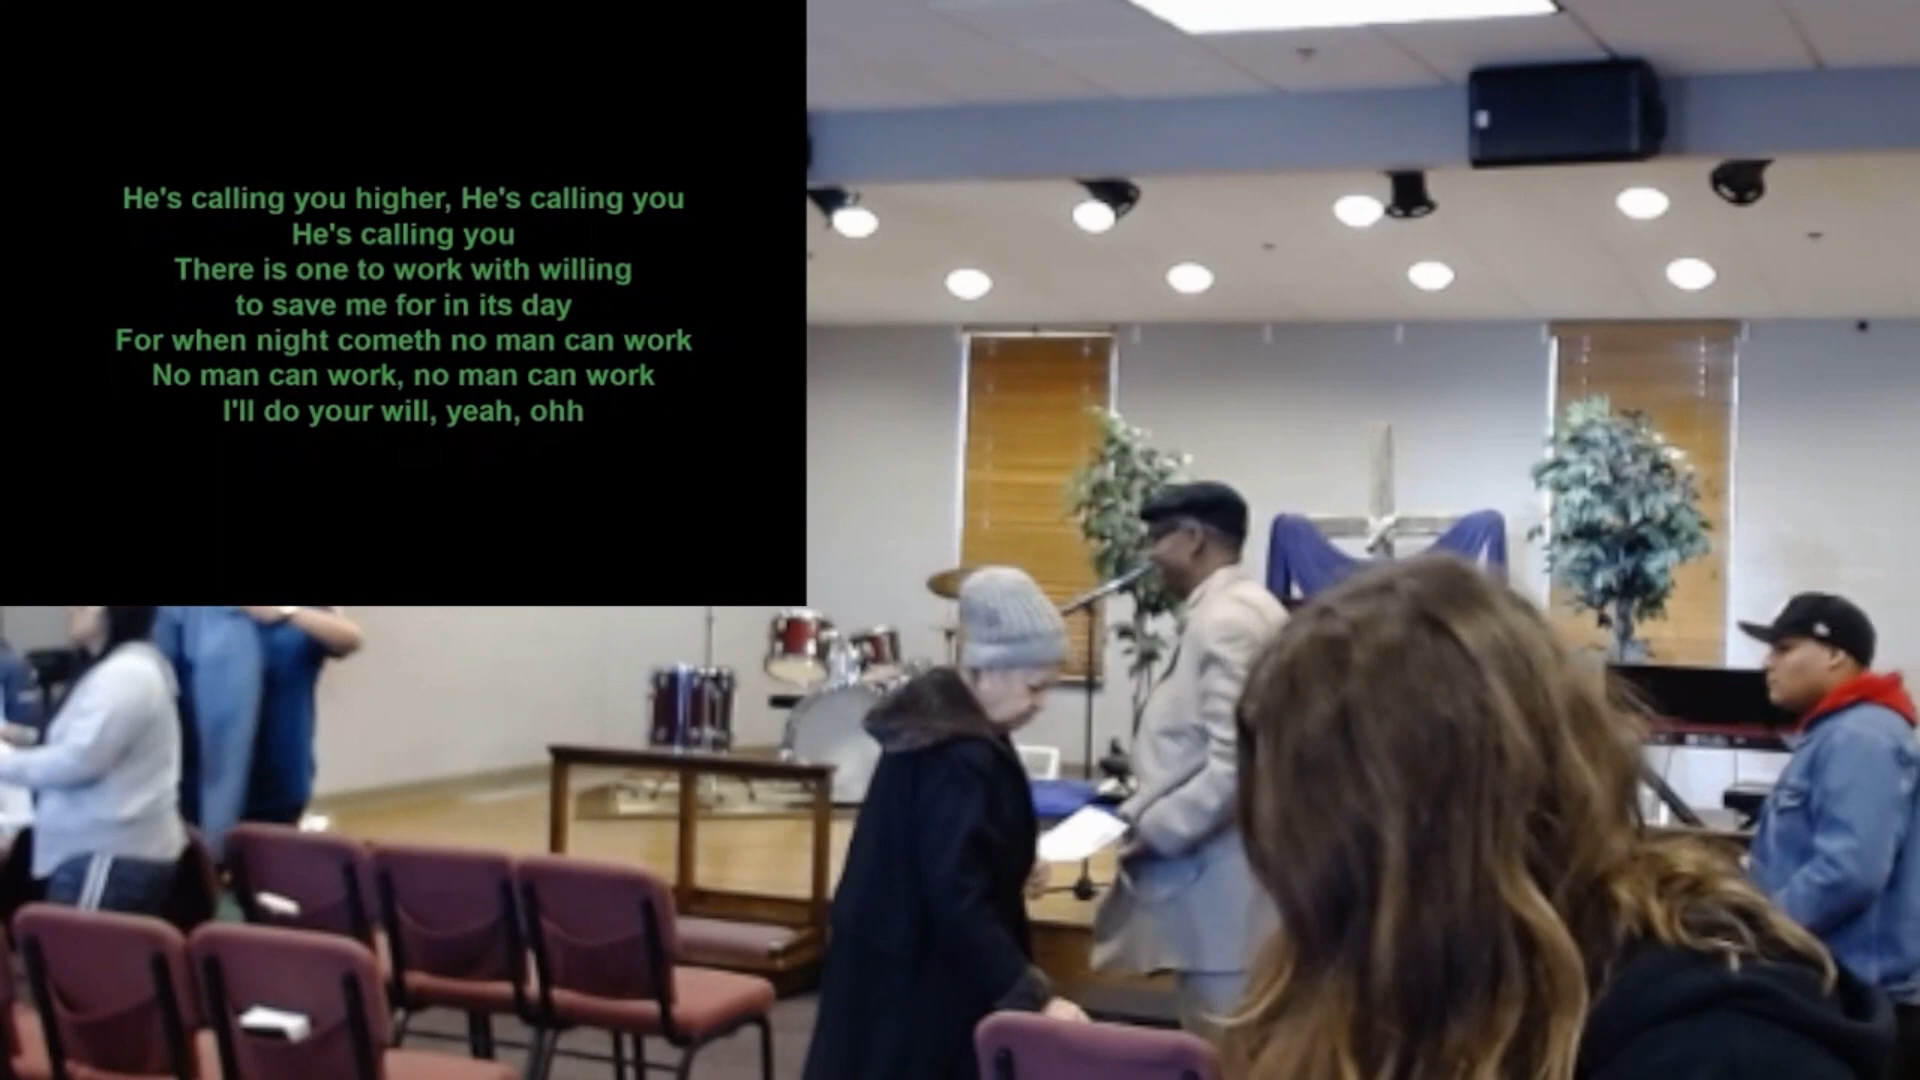 He's calling you higher, He's calling you
He's calling you
There is one to work with willing
to save me for in its day
For when night cometh no man can work
No man can work, no man can work
I'll do your will, yeah, ohh